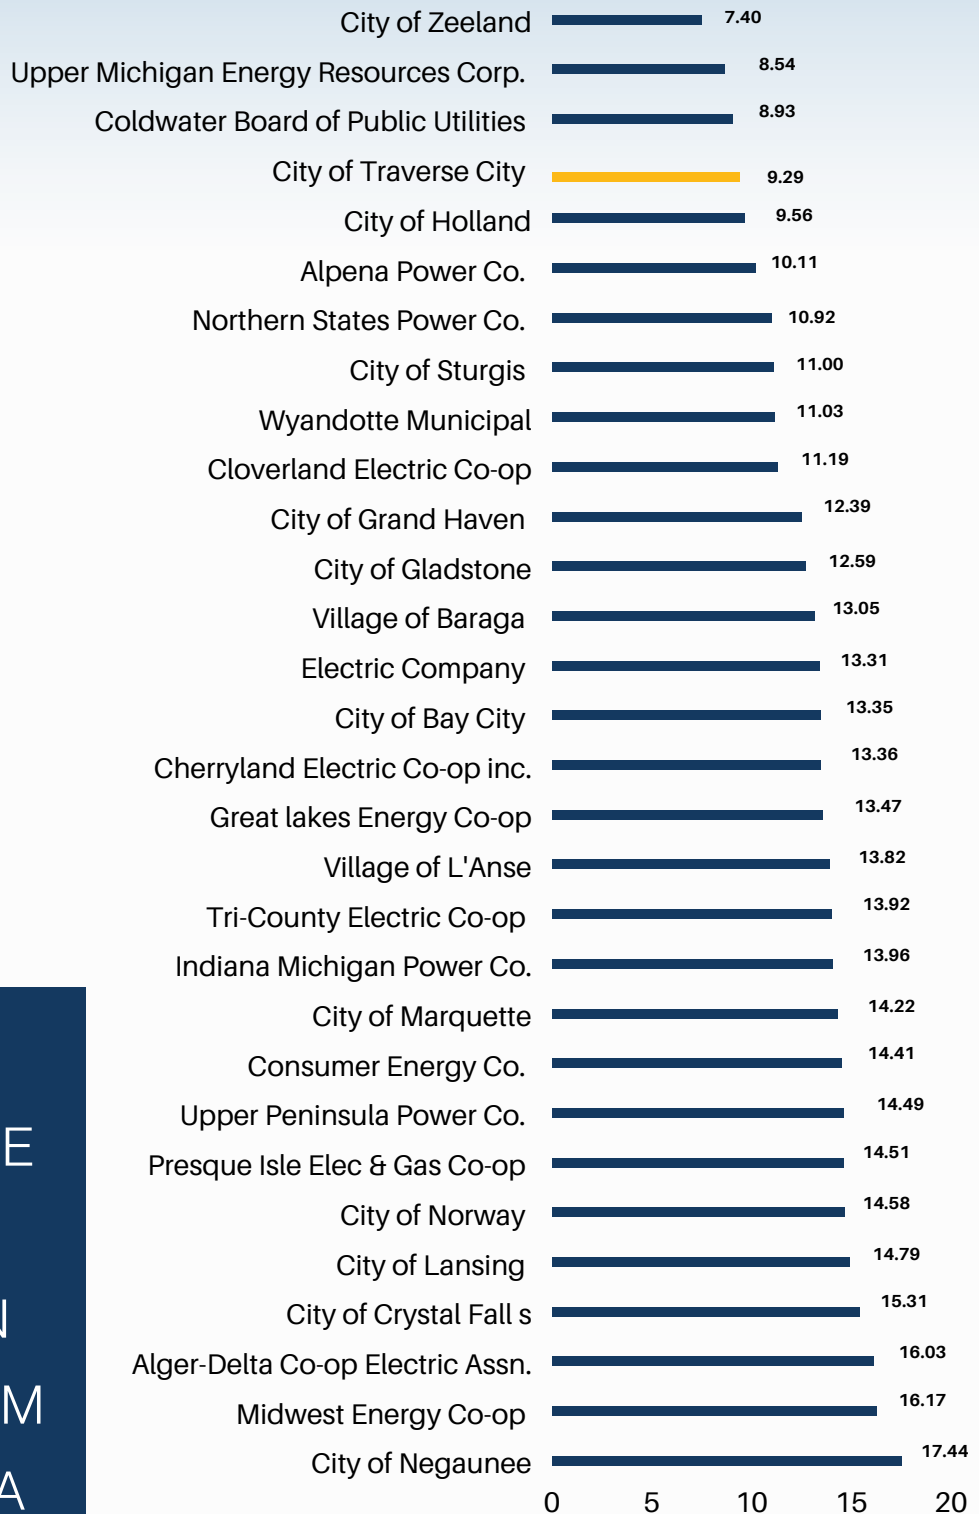 City of Zeeland 7.40
Upper Michigan Energy Resources Corp. 8.54
Coldwater Board of Public Utilities 8.93
City of Traverse City 9.29
City of Holland 9.56
Alpena Power Co. 10.11
Northern States Power Co. 10.92
City of Sturgis 11.00
Wyandotte Municipal 11.03
Cloverland Electric Co-op 11.19
City of Grand Haven 12.39
City of Gladstone 12.59
Village of Baraga 13.05
Electric Company 13.31
City of Bay City 13.35
Cherryland Electric Co-op inc. 13.36
Great lakes Energy Co-op 13.47
Village of L'Anse 13.82
Tri-County Electric Co-op 13.92
Indiana Michigan Power Co. 13.96
City of Marquette 14.22
Consumer Energy Co. 14.41
Upper Peninsula Power Co. 14.49
Presque Isle Elec & Gas Co-op 14.51
City of Norway 14.58
City of Lansing 14.79
City of Crystal Fall s 15.31
Alger-Delta Co-op Electric Assn. 16.03
Midwest Energy Co-op 16.17
City of Negaunee 17.44
0 5 10 15 20
E
M
A